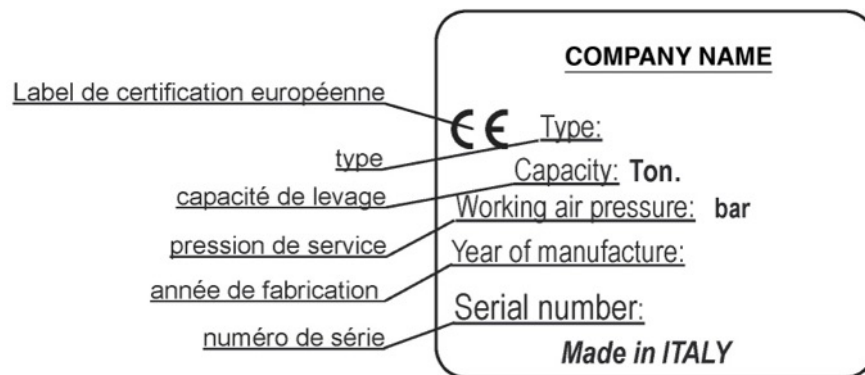 COMPANY NAME
Label de certification européenne
CE Type:
type
Capacity: Ton.
capacité de levage
Working air pressure: bar
pression de service
Year of manufacture:
année de fabrication
Serial number:
numéro de série
Made in ITALY